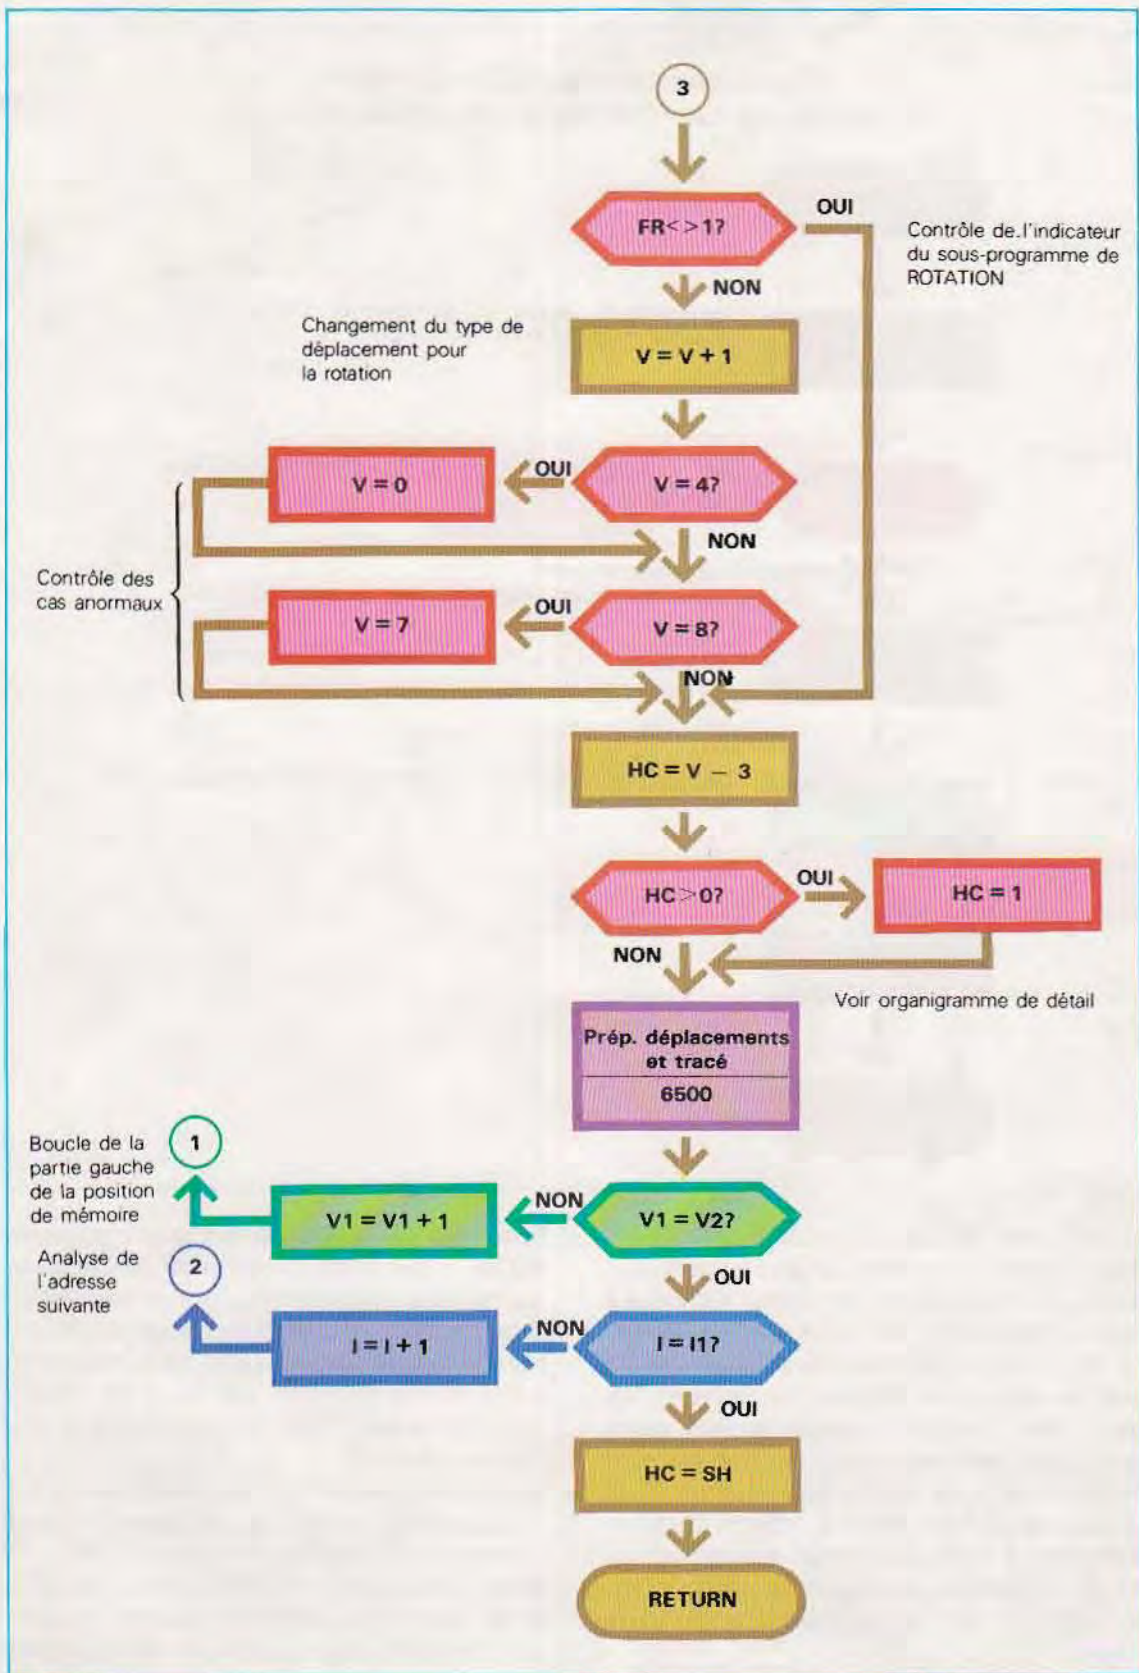 3
FR<>1?
OUI
Contrôle de.l'indicateur
du sous-programme de
ROTATION
NON
Changement du type de
déplacement pour
la rotation
V = V + 1
V = 0
OUI
V = 4?
NON
Contrôle des
cas anormaux
V = 7
OUI
V = 8?
NON
HC = V – 3
HC>0?
OUI
HC = 1
NON
Voir organigramme de détail
Prép. déplacements
et tracé
6500
Boucle de la
partie gauche
de la position
de mémoire
1
V1 = V1 + 1
NON
V1 = V2?
OUI
Analyse de
l'adresse
suivante
2
I = I + 1
NON
I = I1?
OUI
HC = SH
RETURN